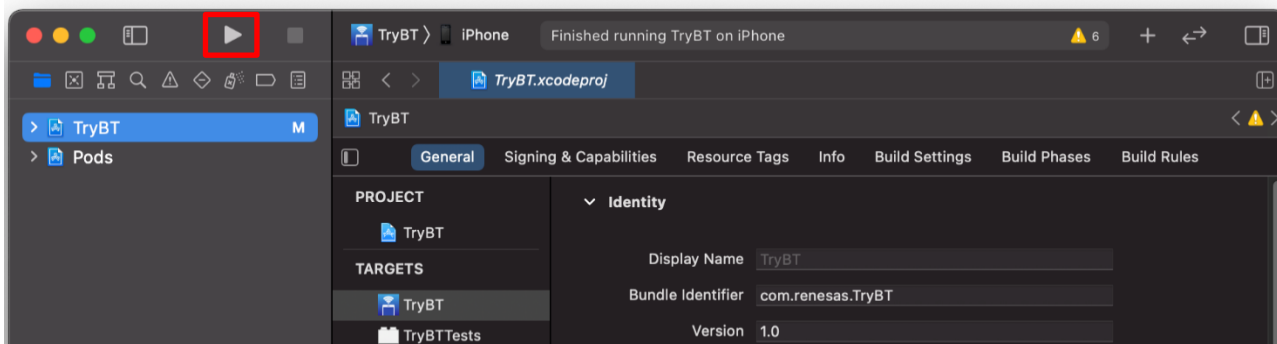 TryBT 〉 iPhone
Finished running TryBT on iPhone
6
TryBT.xcodeproj
TryBT M
Pods
TryBT
General Signing & Capabilities Resource Tags Info Build Settings Build Phases Build Rules
PROJECT
TryBT
TARGETS
TryBT
TryBTTests
Identity
Display Name TryBT
Bundle Identifier com.renesas.TryBT
Version 1.0